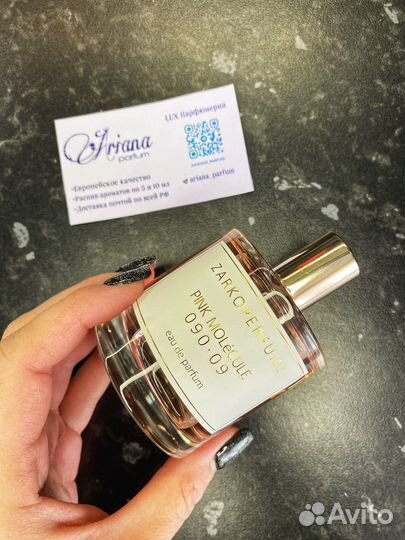 LUX Парфюмерия
Ariana
parfum
•Европейское качество
•Распив ароматов по 5 и 10 мл
•Доставка почтой по всей РФ
ariana_parfum
ZARKOPERFUME
PINK MOLéCULE
090·09
eau de parfum
Avito